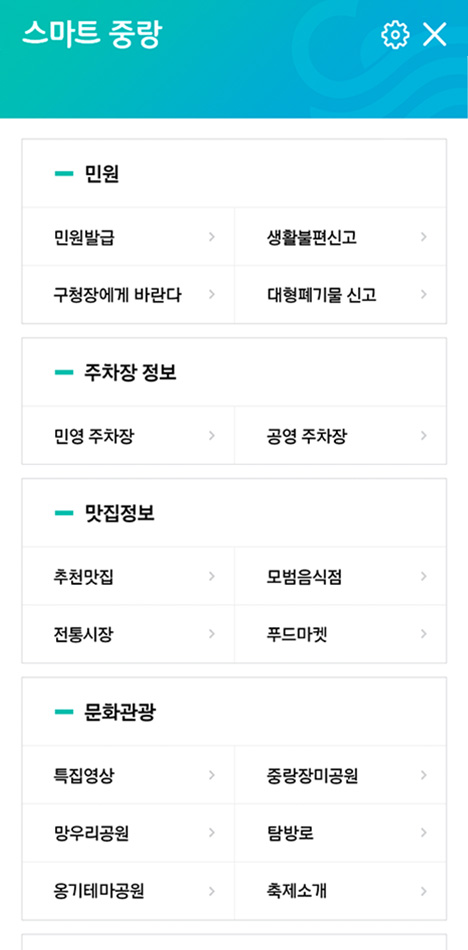 스마트 중랑
민원
민원발급 생활불편신고
구청장에게 바란다 대형폐기물 신고
주차장 정보
민영 주차장 공영 주차장
맛집정보
추천맛집 모범음식점
전통시장 푸드마켓
문화관광
특집영상 중랑장미공원
망우리공원 탐방로
옹기테마공원 축제소개